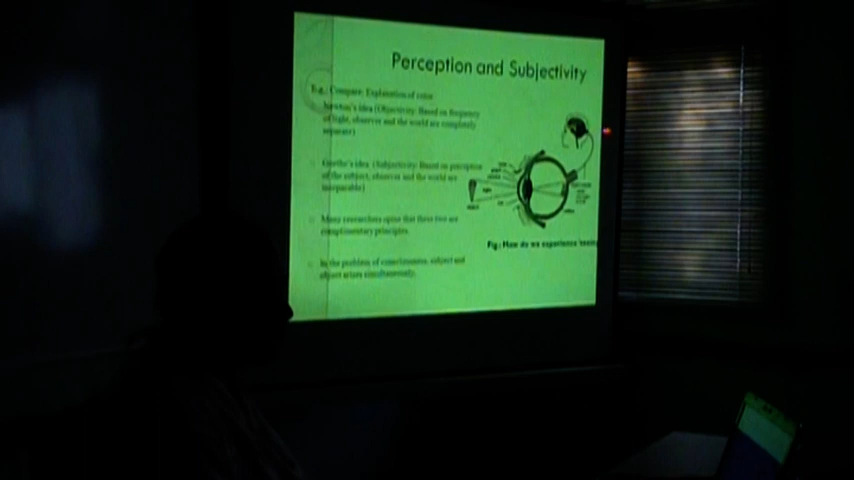 Perception and Subjectivity
E.g.: Compare: Explanation of color
Newton's idea (Objectivity: Based on frequency
of light, observer and the world are completely
separate)
Goethe's idea (Subjectivity: Based on perception
of the subject, observer and the world are
inseparable)
Many researchers opine that these two are
complimentary principles.
In the problem of consciousness, subject and
object arises simultaneously.
Fig: How do we experience